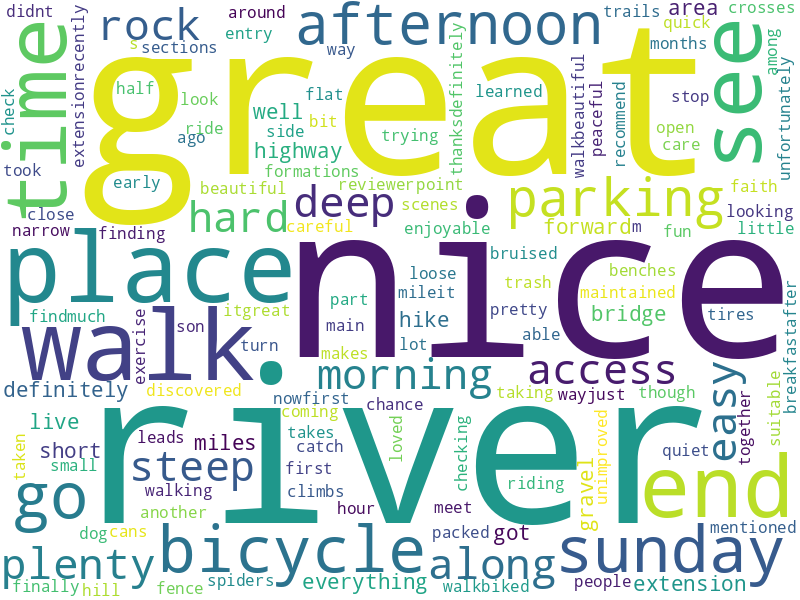 didnt
rock
around
entry
afternoon
trails
area
crosses
quick
months
among
see
time
check
extensionrecently
s
sections
way
great
half
look
ride
ago
well
side
highway
flat
bit
trying
learned
thanksdefinitely
walkbeautiful
peaceful
recommend
stop
open
care
unfortunately
took
early
formations
beautiful
reviewerpoint
scenes
faith
close
narrow
finding
hard
careful
deep
enjoyable
parking
forward
m
fun
looking
little
place
nice
loose
mileit
bruised
trash
benches
maintained
findmuch
itgreat
part
main
hike
pretty
able
bridge
tires
breakfastafter
walk
exercise
son
turn
makes
lot
morning
access
easy
suitable
together
definitely
discovered
nowfirst
coming
chance
taking
wayjust
though
live
short
leads
miles
takes
catch
loved
checking
river
quiet
taken
small
steep
walking
first
climbs
riding
gravel
unimproved
end
go
another
hour
meet
mentioned
dog
cans
packed
got
plenty
bicycle
along
sunday
finally
hill
fence
spiders
everything
walkbiked
people
extension